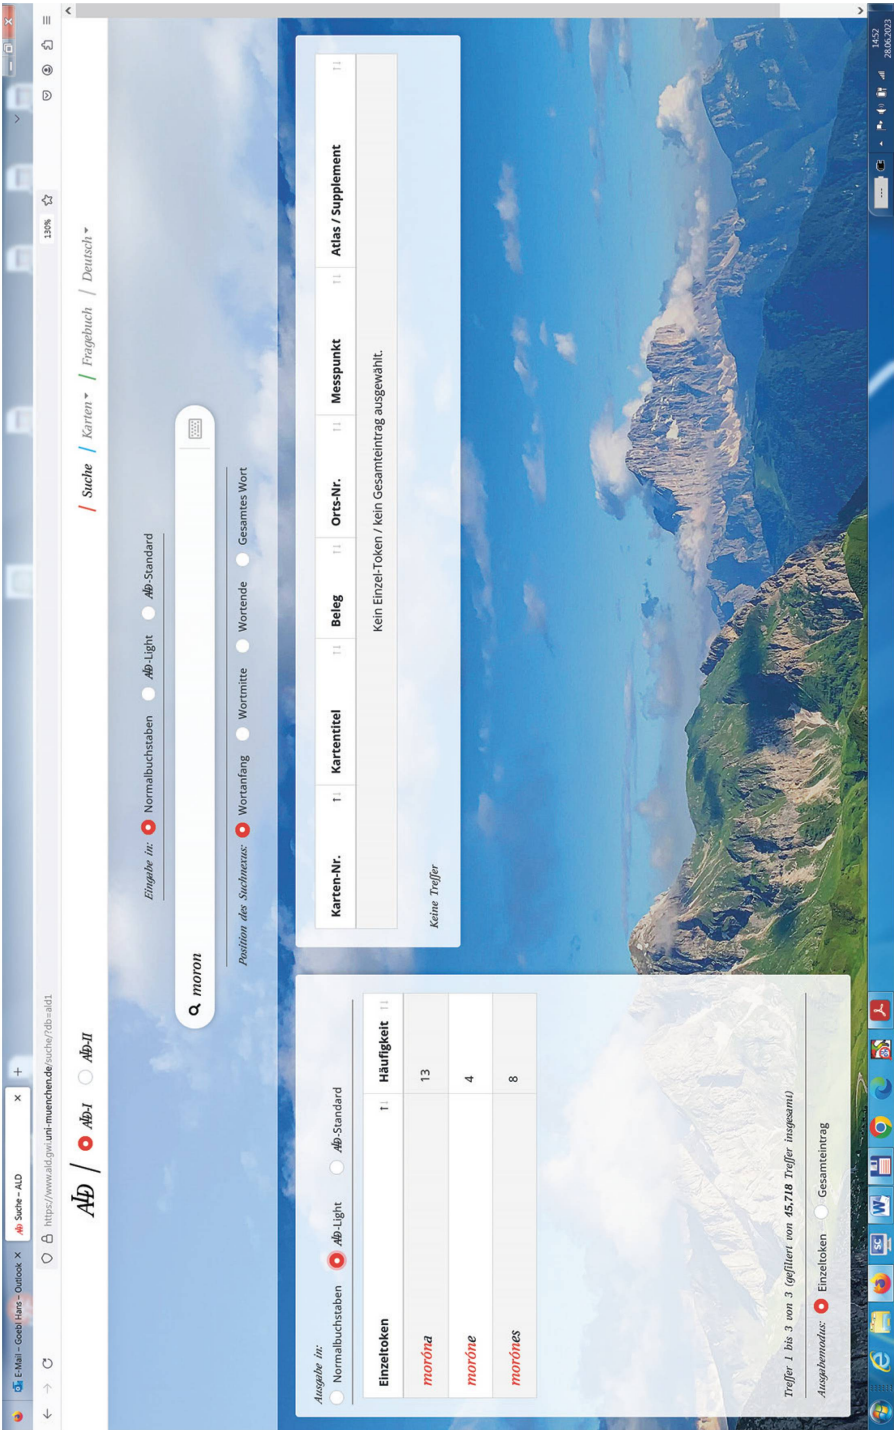 E-Mail – Goebl Hans – Outlook
Suche – ALD
https://www.ald.gwi.uni-muenchen.de/suche/?db=ald1
130%
ALD / ALD-I ALD-II
/ Suche / Karten / Fragebuch / Deutsch
Eingabe in: Normalbuchstaben ALD-Light ALD-Standard
moron
Position des Suchnexus: Wortanfang Wortmitte Wortende Gesamtes Wort
Ausgabe in:
Normalbuchstaben ALD-Light ALD-Standard
Einzeltoken Häufigkeit
moróna 13
moróne 4
morónes 8
Treffer 1 bis 3 von 3 (gefiltert von 45,718 Treffer insgesamt)
Ausgabemodus: Einzeltoken Gesamteintrag
Karten-Nr. Kartentitel Beleg Orts-Nr. Messpunkt Atlas / Supplement
Kein Einzel-Token / kein Gesamteintrag ausgewählt.
Keine Treffer
14:52
28.06.2023